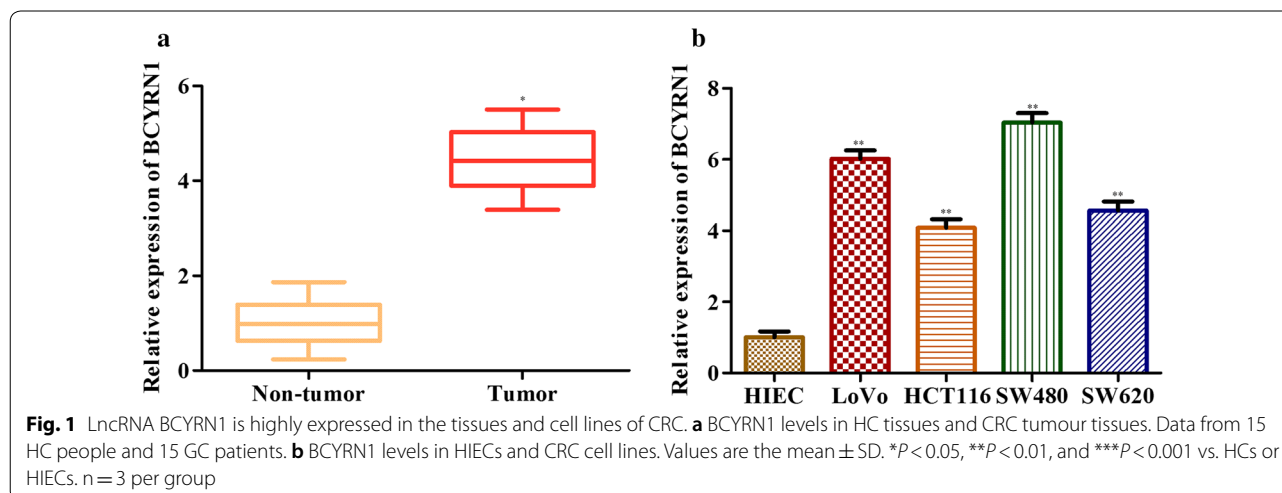 a
Relative expression of BCYRN1
6
4
2
0
*
Non-tumor Tumor
b
Relative expression of BCYRN1
8
6
4
2
0
** ** ** **
HIEC LoVo HCT116 SW480 SW620
Fig. 1 LncRNA BCYRN1 is highly expressed in the tissues and cell lines of CRC. a BCYRN1 levels in HC tissues and CRC tumour tissues. Data from 15
HC people and 15 GC patients. b BCYRN1 levels in HIECs and CRC cell lines. Values are the mean ± SD. *P < 0.05, **P < 0.01, and ***P < 0.001 vs. HCs or
HIECs. n = 3 per group